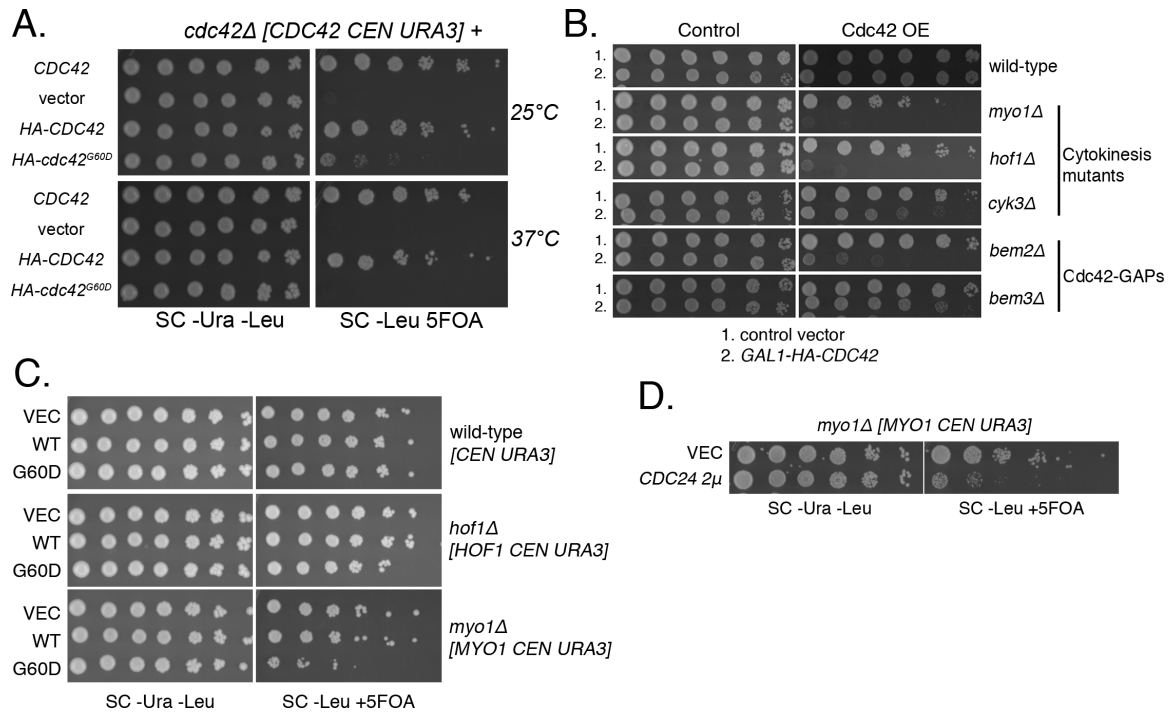 A.
cdc42Δ [CDC42 CEN URA3] +
CDC42
vector
HA-CDC42
HA-cdc42G60D
25°C
CDC42
vector
HA-CDC42
HA-cdc42G60D
37°C
SC -Ura -Leu
SC -Leu 5FOA
B.
Control
Cdc42 OE
1.
2.
wild-type
1.
2.
myo1Δ
1.
2.
hof1Δ
Cytokinesis
mutants
1.
2.
cyk3Δ
1.
2.
bem2Δ
Cdc42-GAPs
1.
2.
bem3Δ
1. control vector
2. GAL1-HA-CDC42
C.
VEC
WT
G60D
wild-type
[CEN URA3]
VEC
WT
G60D
hof1Δ
[HOF1 CEN URA3]
VEC
WT
G60D
myo1Δ
[MYO1 CEN URA3]
SC -Ura -Leu
SC -Leu +5FOA
D.
myo1Δ [MYO1 CEN URA3]
VEC
CDC24 2µ
SC -Ura -Leu
SC -Leu +5FOA